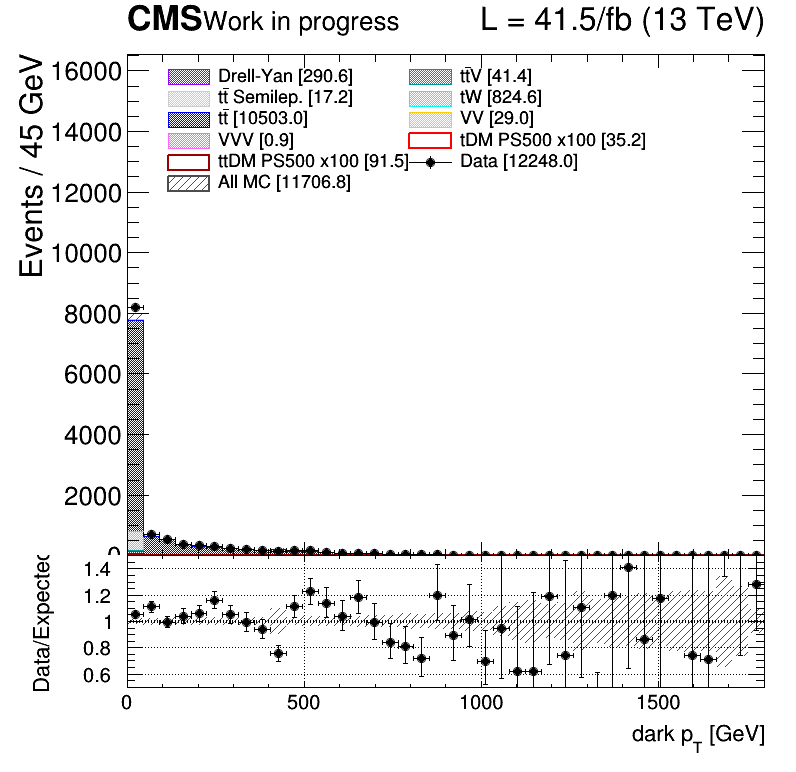 CMS Work in progress L = 41.5/fb (13 TeV)
Events / 45 GeV
16000
14000
12000
10000
8000
6000
4000
2000
0
Drell-Yan [290.6]
tt̄ Semilep. [17.2]
tt̄ [10503.0]
VVV [0.9]
ttDM PS500 x100 [91.5]
All MC [11706.8]
tt̄V [41.4]
tW [824.6]
VV [29.0]
tDM PS500 x100 [35.2]
Data [12248.0]
Data/Expected
1.4
1.2
1
0.8
0.6
0 500 1000 1500
dark p_T [GeV]